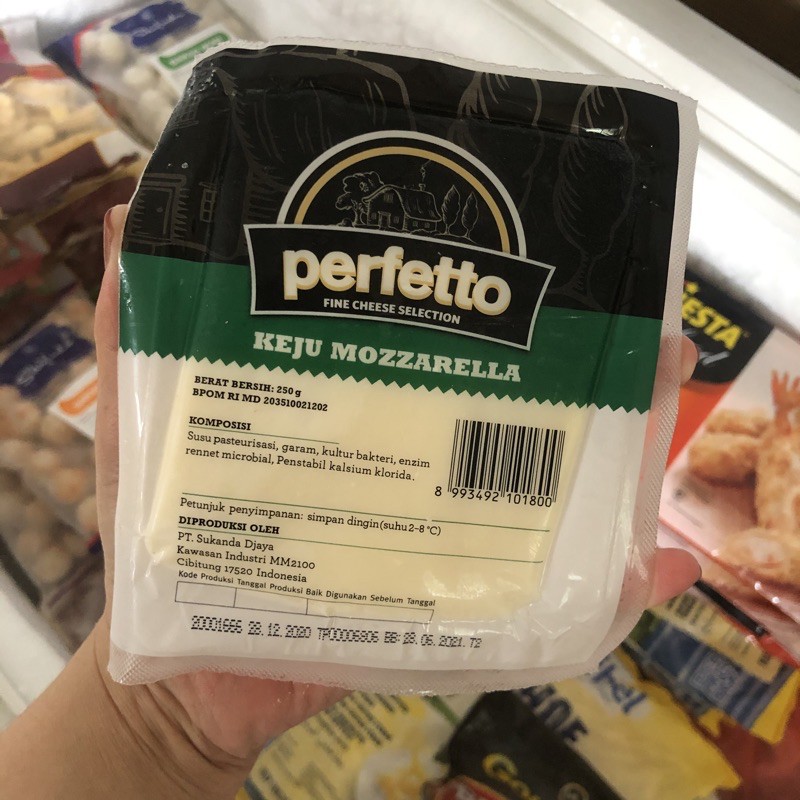 perfetto
FINE CHEESE SELECTION
KEJU MOZZARELLA
BERAT BERSIH: 250 g
BPOM RI MD 203510021202
KOMPOSISI
Susu pasteurisasi, garam, kultur bakteri, enzim
rennet microbial, Penstabil kalsium klorida.
8 993492 101800
Petunjuk penyimpanan: simpan dingin(suhu 2-8 °C)
DIPRODUKSI OLEH
PT. Sukanda Djaya
Kawasan Industri MM2100
Cibitung 17520 Indonesia
Kode Produksi Tanggal Produksi Baik Digunakan Sebelum Tanggal
20001666 28.12.2020 TP00006806 BB:28.06.2021. T2
ESTA